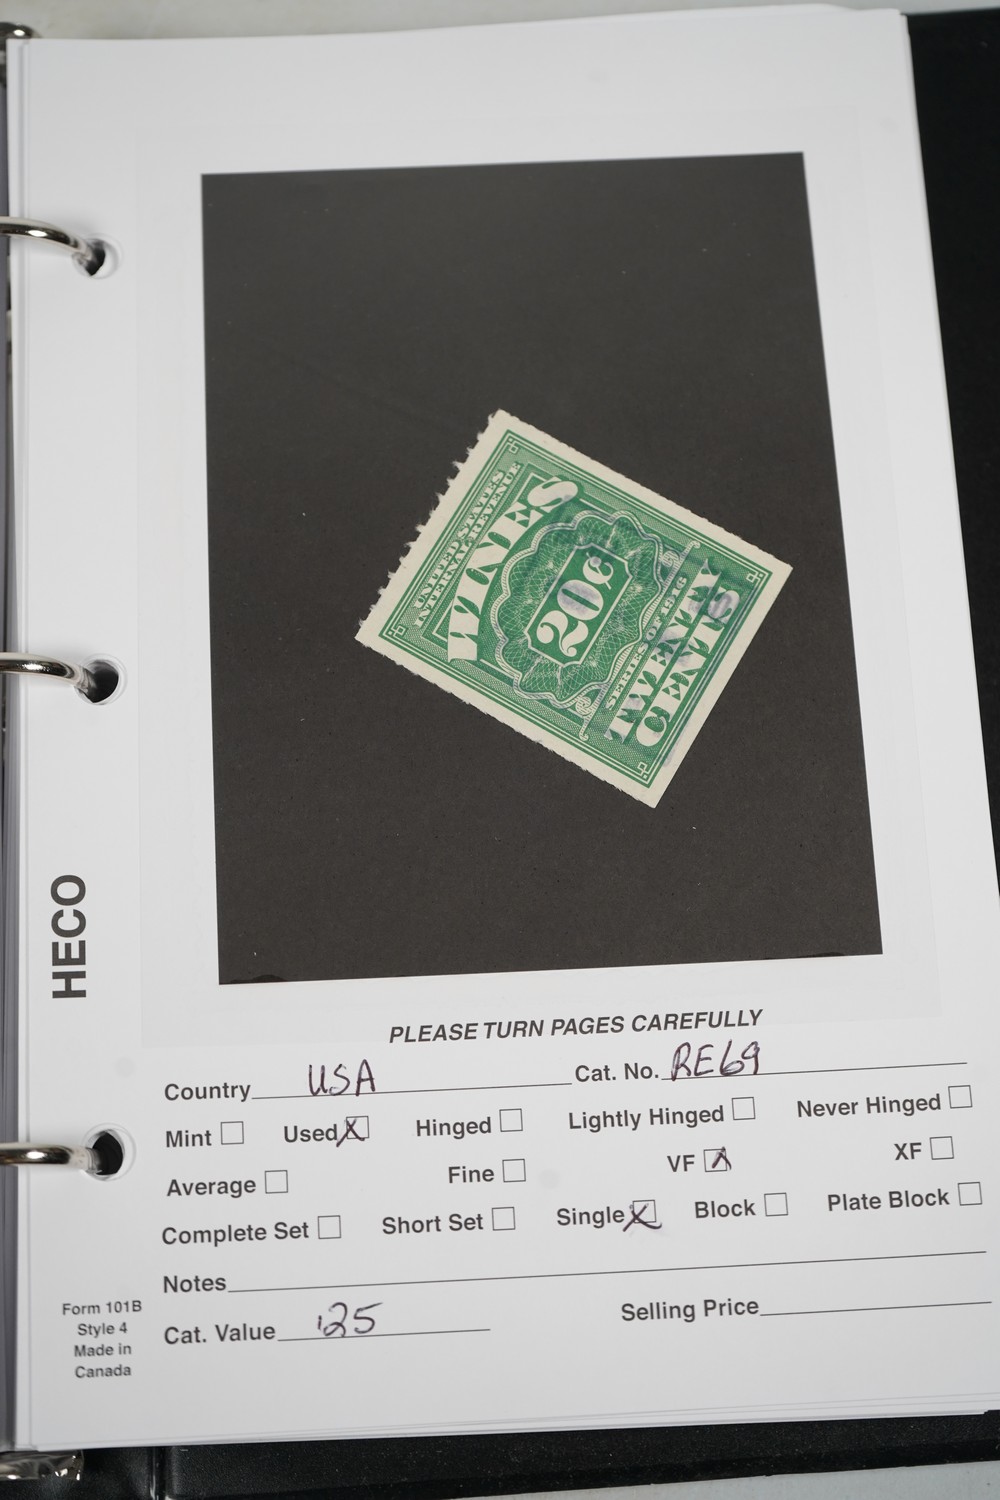 UNITED STATES
INTERNAL REVENUE
WINES
20¢
SERIES OF 1916
TWENTY
CENTS
HECO
PLEASE TURN PAGES CAREFULLY
Country USA Cat. No. RE69
Mint Used X Hinged Lightly Hinged Never Hinged
Average Fine VF X XF
Complete Set Short Set Single X Block Plate Block
Notes
Cat. Value .25 Selling Price
Form 101B
Style 4
Made in
Canada